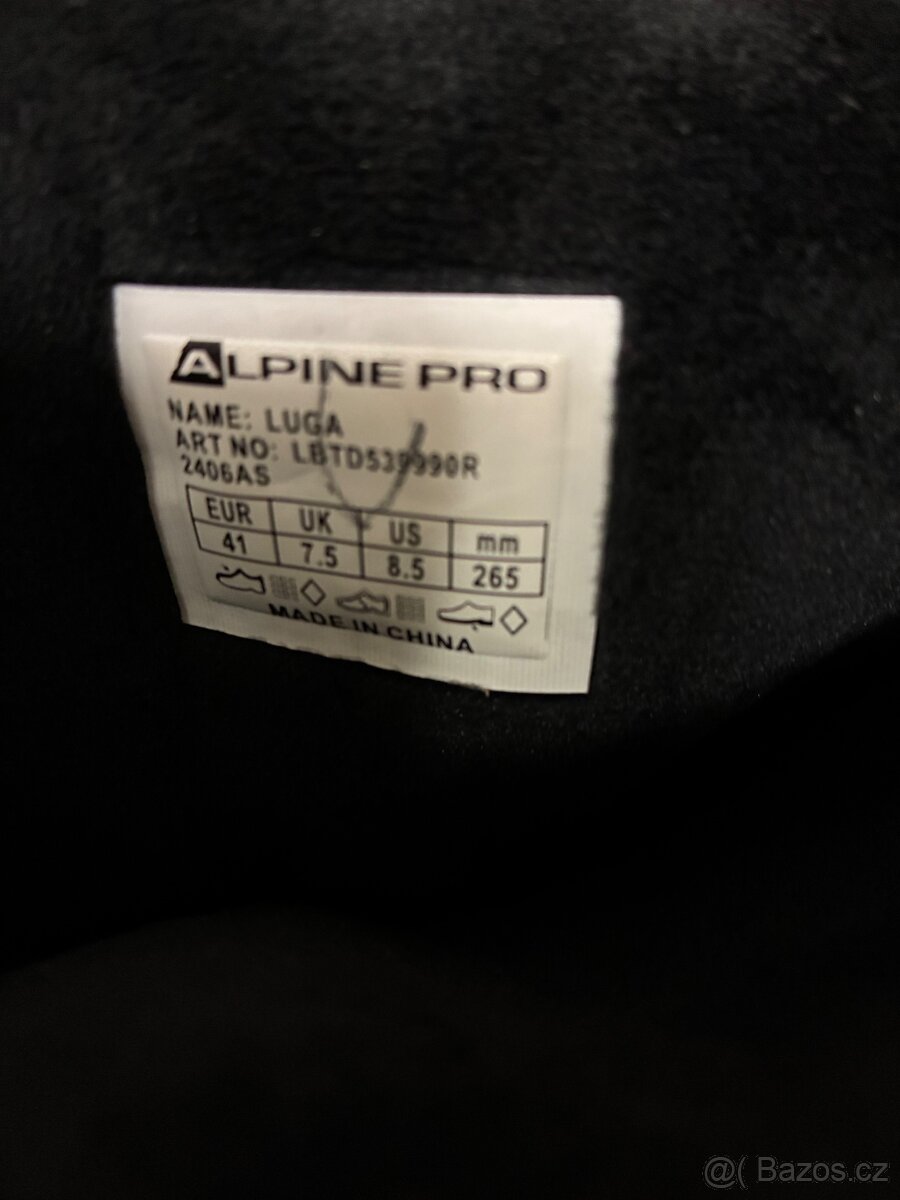 ALPINE PRO
NAME: LUGA
ART NO: LBTD539990R
2406AS
EUR UK US mm
41 7.5 8.5 265
MADE IN CHINA
@( Bazos.cz